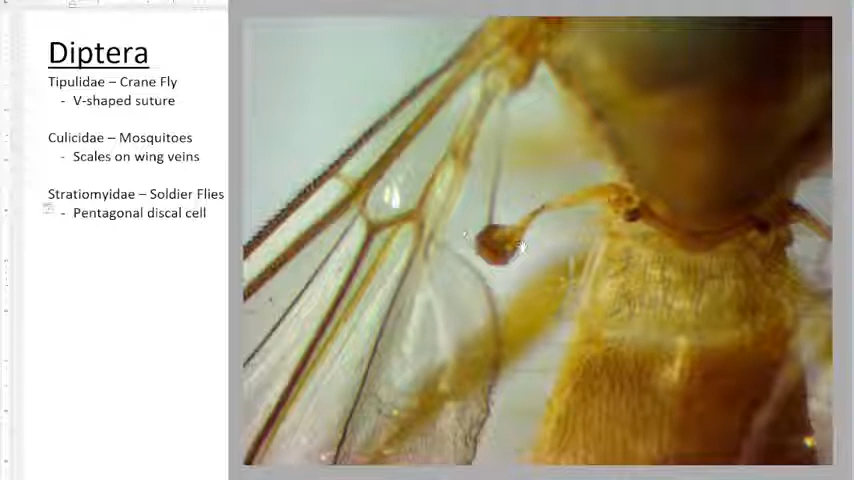 Diptera
Tipulidae – Crane Fly
- V-shaped suture
Culicidae – Mosquitoes
- Scales on wing veins
Stratiomyidae – Soldier Flies
- Pentagonal discal cell